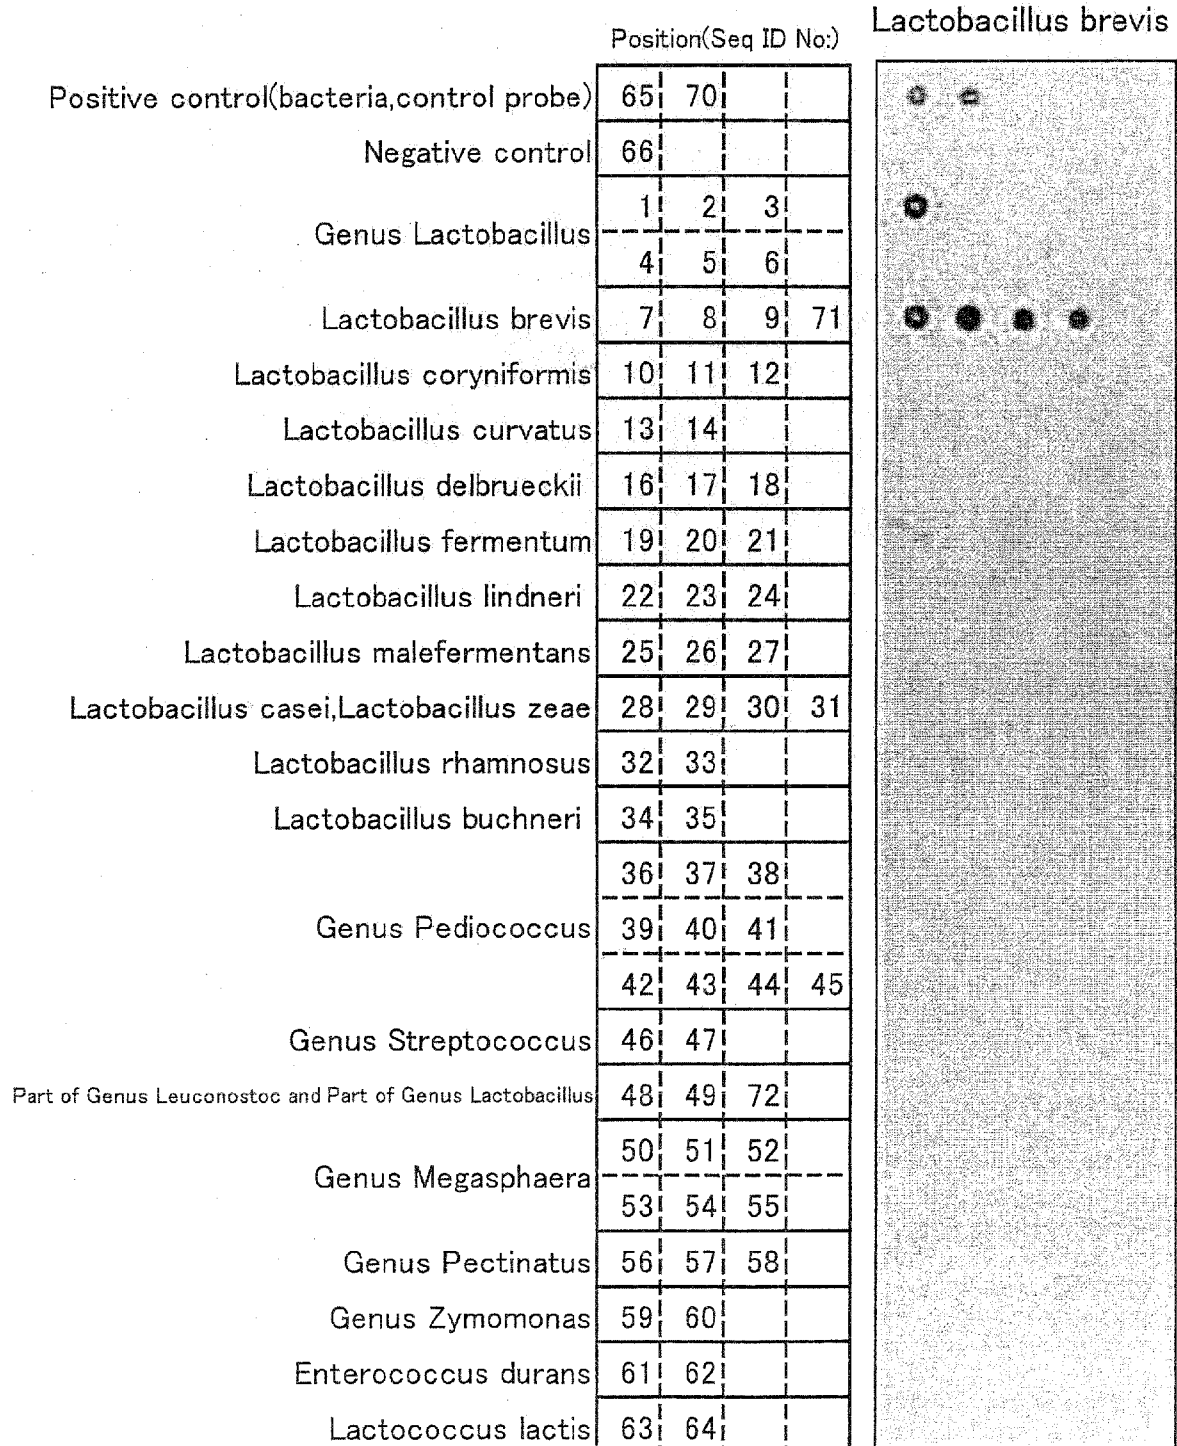 Lactobacillus brevis
Position(Seq ID No:)
Positive control(bacteria,control probe) 65 70
Negative control 66
1 2 3
Genus Lactobacillus
4 5 6
Lactobacillus brevis 7 8 9 71
Lactobacillus coryniformis 10 11 12
Lactobacillus curvatus 13 14
Lactobacillus delbrueckii 16 17 18
Lactobacillus fermentum 19 20 21
Lactobacillus lindneri 22 23 24
Lactobacillus malefermentans 25 26 27
Lactobacillus casei,Lactobacillus zeae 28 29 30 31
Lactobacillus rhamnosus 32 33
Lactobacillus buchneri 34 35
36 37 38
Genus Pediococcus 39 40 41
42 43 44 45
Genus Streptococcus 46 47
Part of Genus Leuconostoc and Part of Genus Lactobacillus 48 49 72
50 51 52
Genus Megasphaera
53 54 55
Genus Pectinatus 56 57 58
Genus Zymomonas 59 60
Enterococcus durans 61 62
Lactococcus lactis 63 64